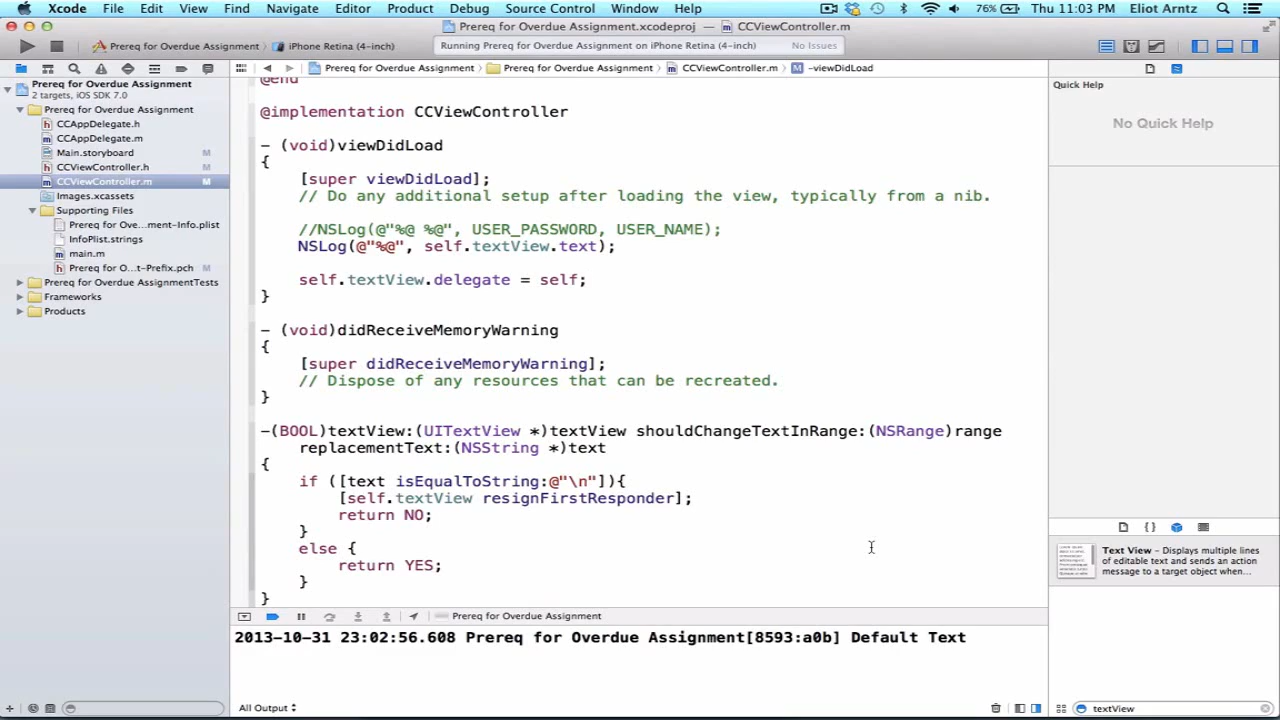 Xcode File Edit View Find Navigate Editor Product Debug Source Control Window Help 76% Thu 11:03 PM Eliot Arntz
Prereq for Overdue Assignment.xcodeproj — CCViewController.m
Prereq for Overdue Assignment iPhone Retina (4-inch) Running Prereq for Overdue Assignment on iPhone Retina (4-inch) No Issues
Prereq for Overdue Assignment Prereq for Overdue Assignment CCViewController.m M -viewDidLoad
Prereq for Overdue Assignment
2 targets, iOS SDK 7.0
Prereq for Overdue Assignment
h CCAppDelegate.h
m CCAppDelegate.m
Main.storyboard M
h CCViewController.h M
m CCViewController.m M
Images.xcassets
Supporting Files
Prereq for Ove...ment-Info.plist
InfoPlist.strings
m main.m
h Prereq for O...t-Prefix.pch M
Prereq for Overdue AssignmentTests
Frameworks
Products
@end
@implementation CCViewController
- (void)viewDidLoad
{
[super viewDidLoad];
// Do any additional setup after loading the view, typically from a nib.
//NSLog(@"%@ %@", USER_PASSWORD, USER_NAME);
NSLog(@"%@", self.textView.text);
self.textView.delegate = self;
}
- (void)didReceiveMemoryWarning
{
[super didReceiveMemoryWarning];
// Dispose of any resources that can be recreated.
}
-(BOOL)textView:(UITextView *)textView shouldChangeTextInRange:(NSRange)range
replacementText:(NSString *)text
{
if ([text isEqualToString:@"\n"]){
[self.textView resignFirstResponder];
return NO;
}
else {
return YES;
}
}
Prereq for Overdue Assignment
2013-10-31 23:02:56.608 Prereq for Overdue Assignment[8593:a0b] Default Text
All Output
Quick Help
No Quick Help
{ }
Text View - Displays multiple lines
of editable text and sends an action
message to a target object when...
textView